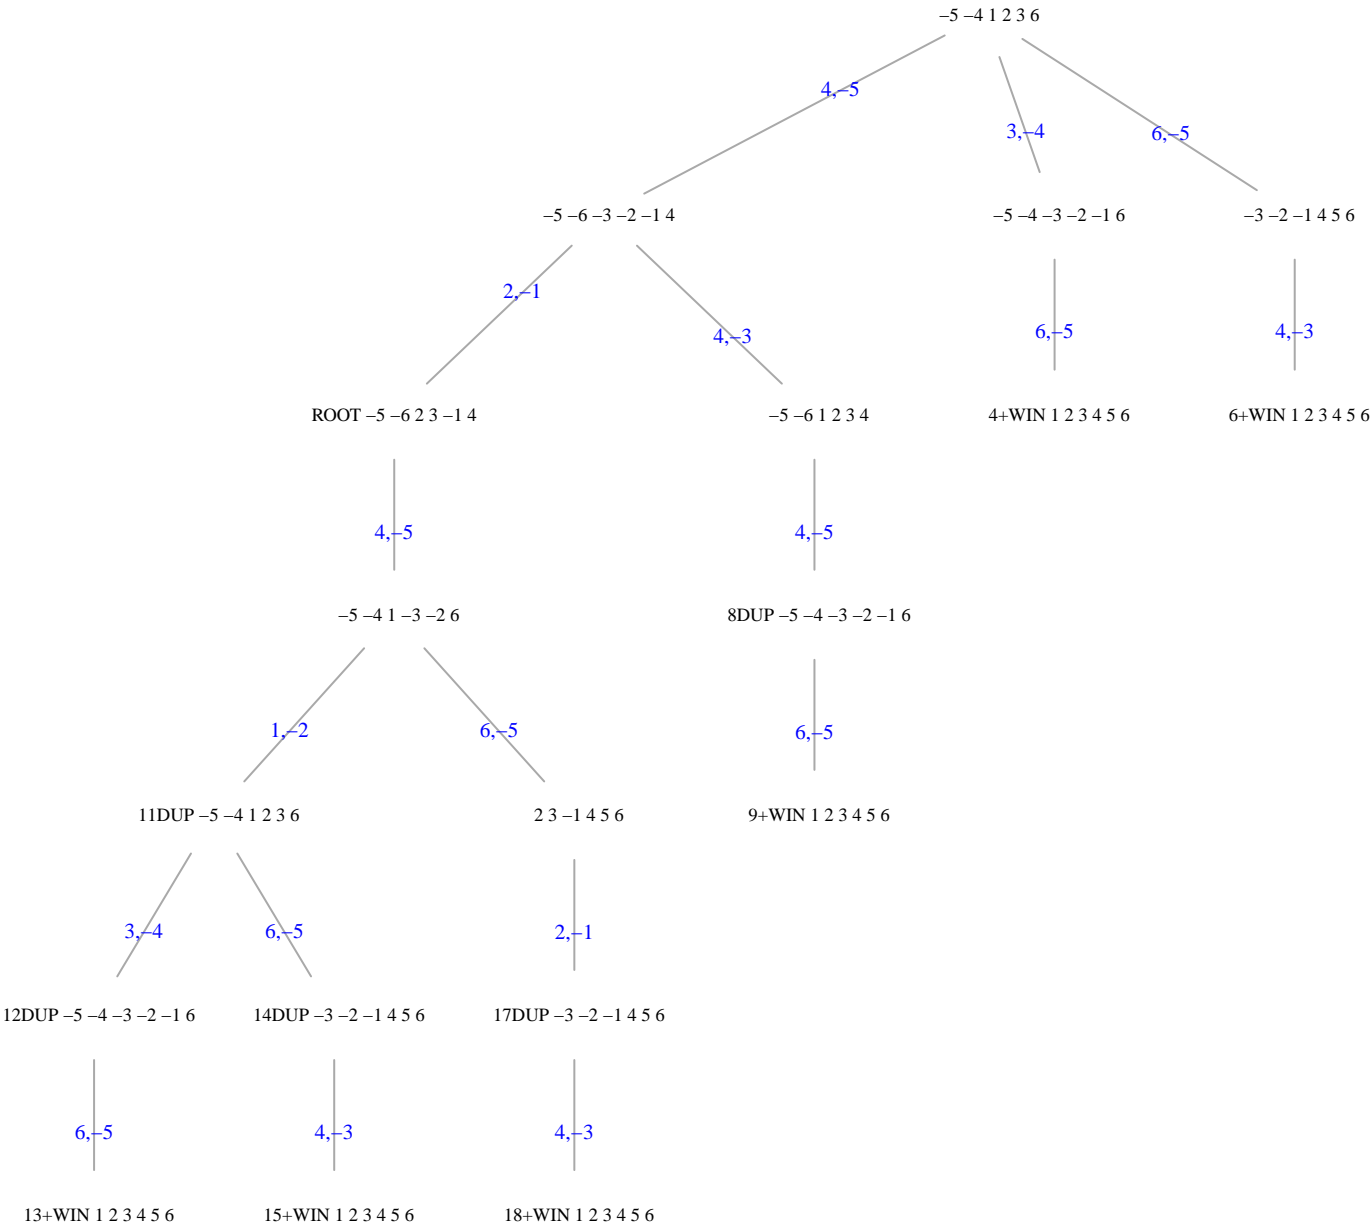 –5 –4 1 2 3 6
4,–5
3,–4
6,–5
–5 –6 –3 –2 –1 4
–5 –4 –3 –2 –1 6
–3 –2 –1 4 5 6
2,–1
4,–3
6,–5
4,–3
ROOT –5 –6 2 3 –1 4
–5 –6 1 2 3 4
4+WIN 1 2 3 4 5 6
6+WIN 1 2 3 4 5 6
4,–5
4,–5
–5 –4 1 –3 –2 6
8DUP –5 –4 –3 –2 –1 6
1,–2
6,–5
6,–5
11DUP –5 –4 1 2 3 6
2 3 –1 4 5 6
9+WIN 1 2 3 4 5 6
3,–4
6,–5
2,–1
12DUP –5 –4 –3 –2 –1 6
14DUP –3 –2 –1 4 5 6
17DUP –3 –2 –1 4 5 6
6,–5
4,–3
4,–3
13+WIN 1 2 3 4 5 6
15+WIN 1 2 3 4 5 6
18+WIN 1 2 3 4 5 6